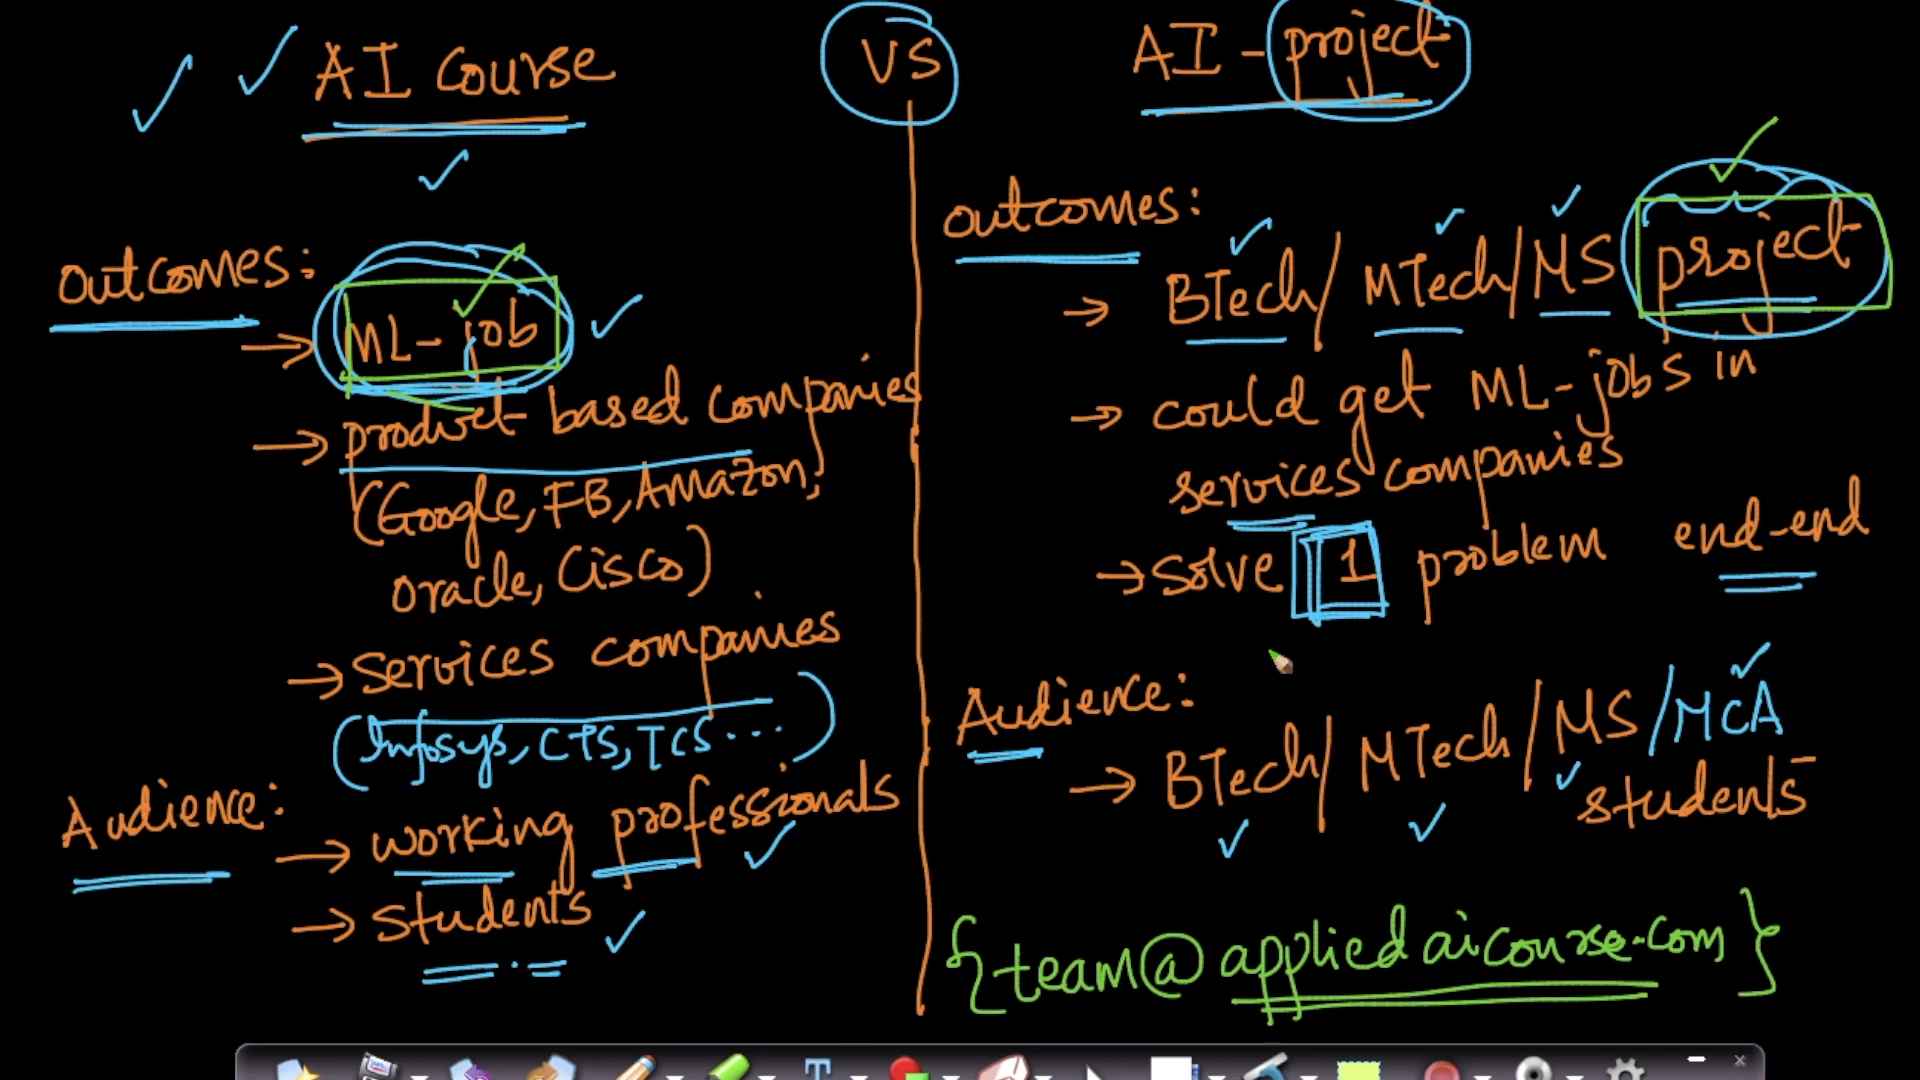 AI Course
VS
AI - project
outcomes:
→ ML - job
→ product based companies
(Google, FB, Amazon,
oracle, Cisco)
→ services companies
(Infosys, CTS, TCS ... )
Audience:
→ working professionals
→ students
outcomes:
→ BTech/ MTech/ MS project
→ could get ML-jobs in
services companies
→ solve 1 problem end-end
Audience:
→ BTech/ MTech/ MS/ MCA
students
{team@appliedaicourse.com}